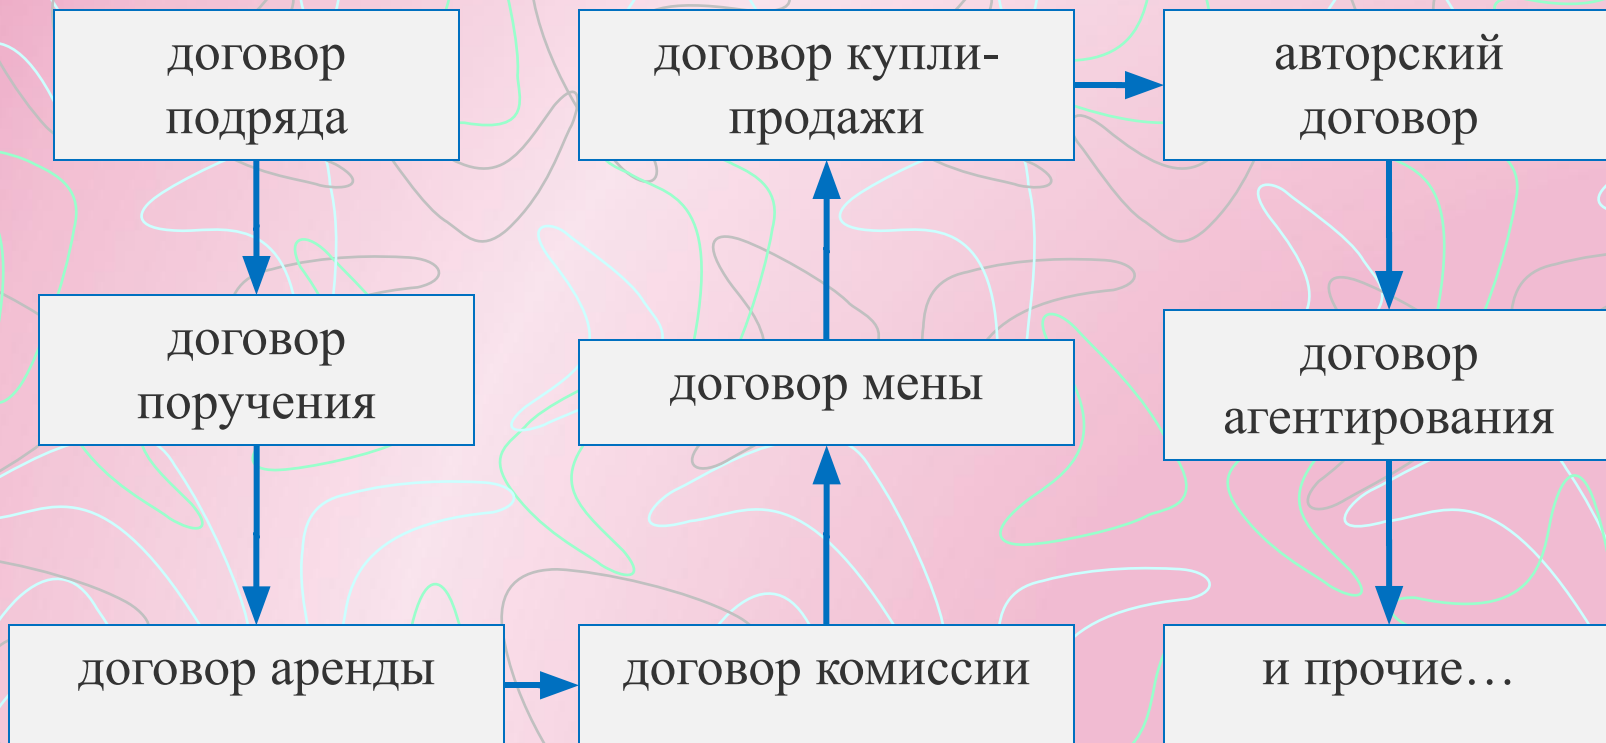 договор
подряда
договор
поручения
договор аренды
договор комиссии
договор мены
договор купли-
продажи
авторский
договор
договор
агентирования
и прочие…